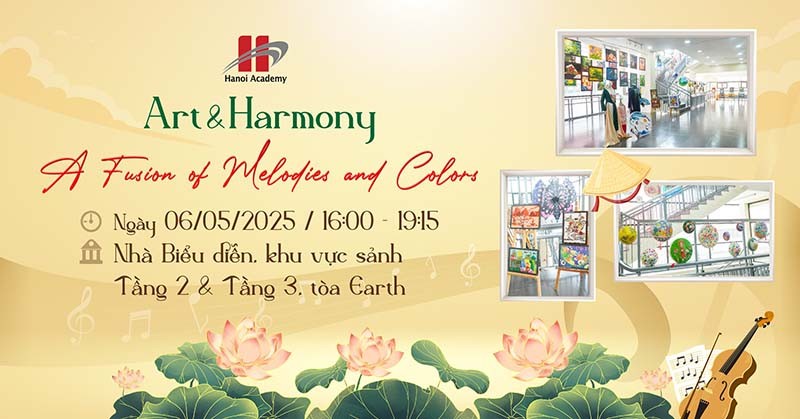 Hanoi Academy
Art & Harmony
A Fusion of Melodies and Colors
Ngày 06/05/2025 / 16:00 - 19:15
Nhà Biểu diễn, khu vực sảnh
Tầng 2 & Tầng 3, tòa Earth